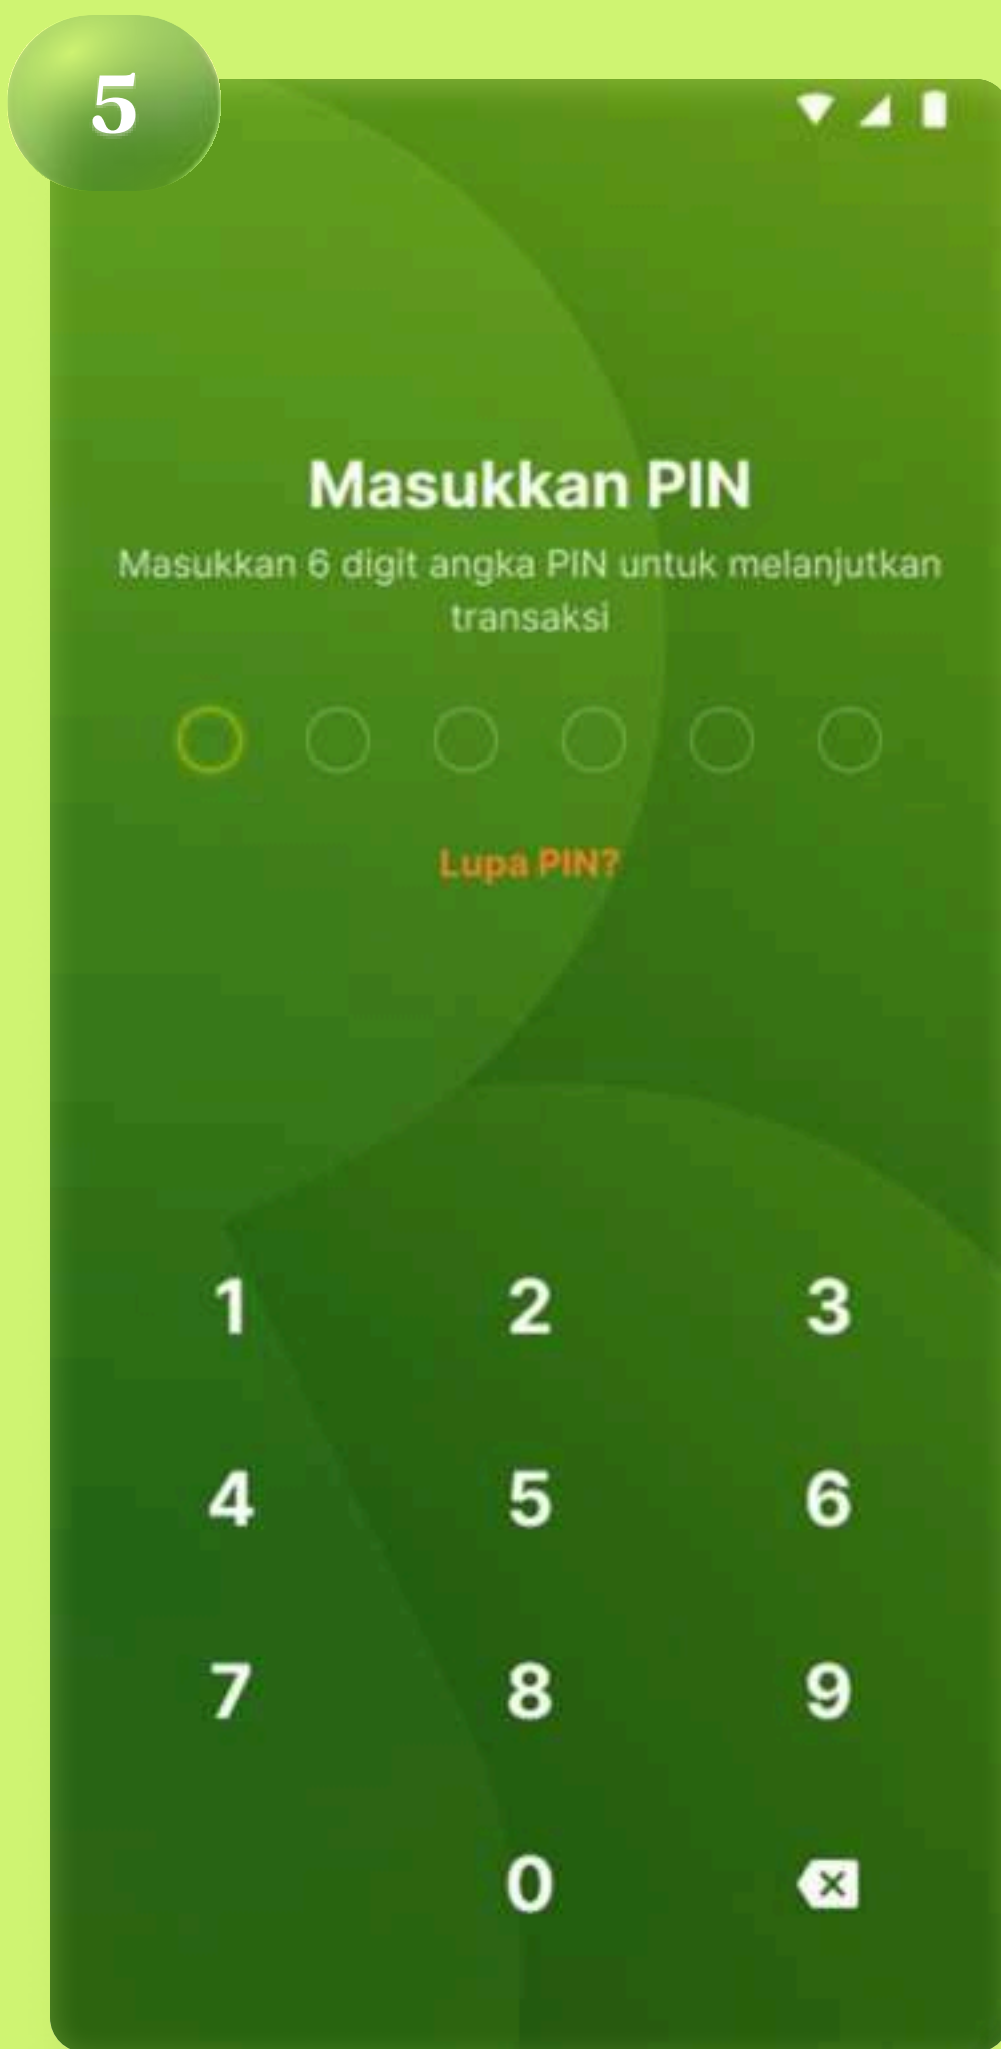 5
Masukkan PIN
Masukkan 6 digit angka PIN untuk melanjutkan
transaksi
Lupa PIN?
1 2 3
4 5 6
7 8 9
0